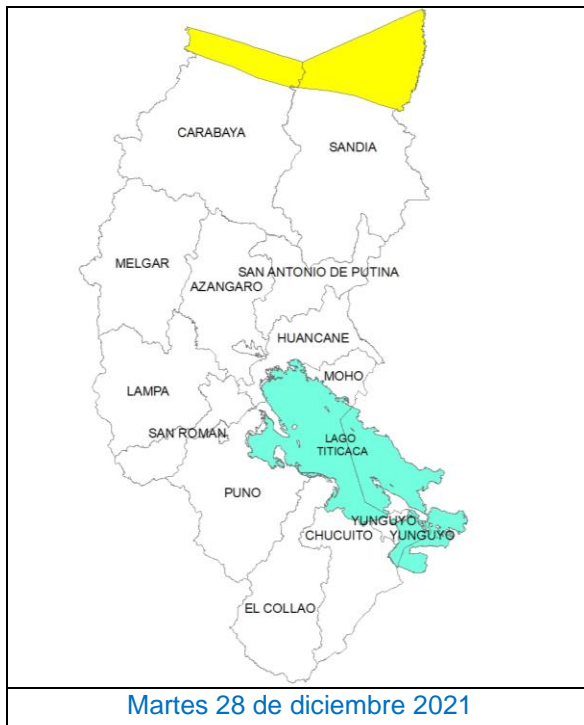 CARABAYA
SANDIA
MELGAR
SAN ANTONIO DE PUTINA
AZANGARO
HUANCANE
MOHO
LAMPA
SAN ROMAN
LAGO
TITICACA
PUNO
YUNGUYO
CHUCUITO
YUNGUYO
EL COLLAO
Martes 28 de diciembre 2021